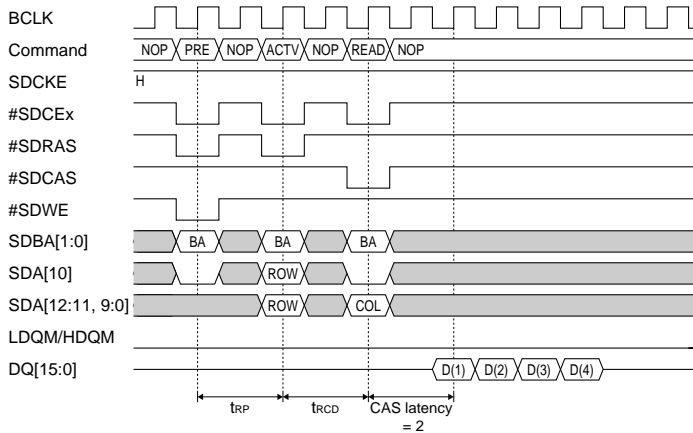 BCLK
Command NOP PRE NOP ACTV NOP READ NOP
SDCKE H
#SDCEx
#SDRAS
#SDCAS
#SDWE
SDBA[1:0] BA BA BA
SDA[10] ROW
SDA[12:11, 9:0] ROW COL
LDQM/HDQM
DQ[15:0] D(1) D(2) D(3) D(4)
tRP tRCD CAS latency
= 2